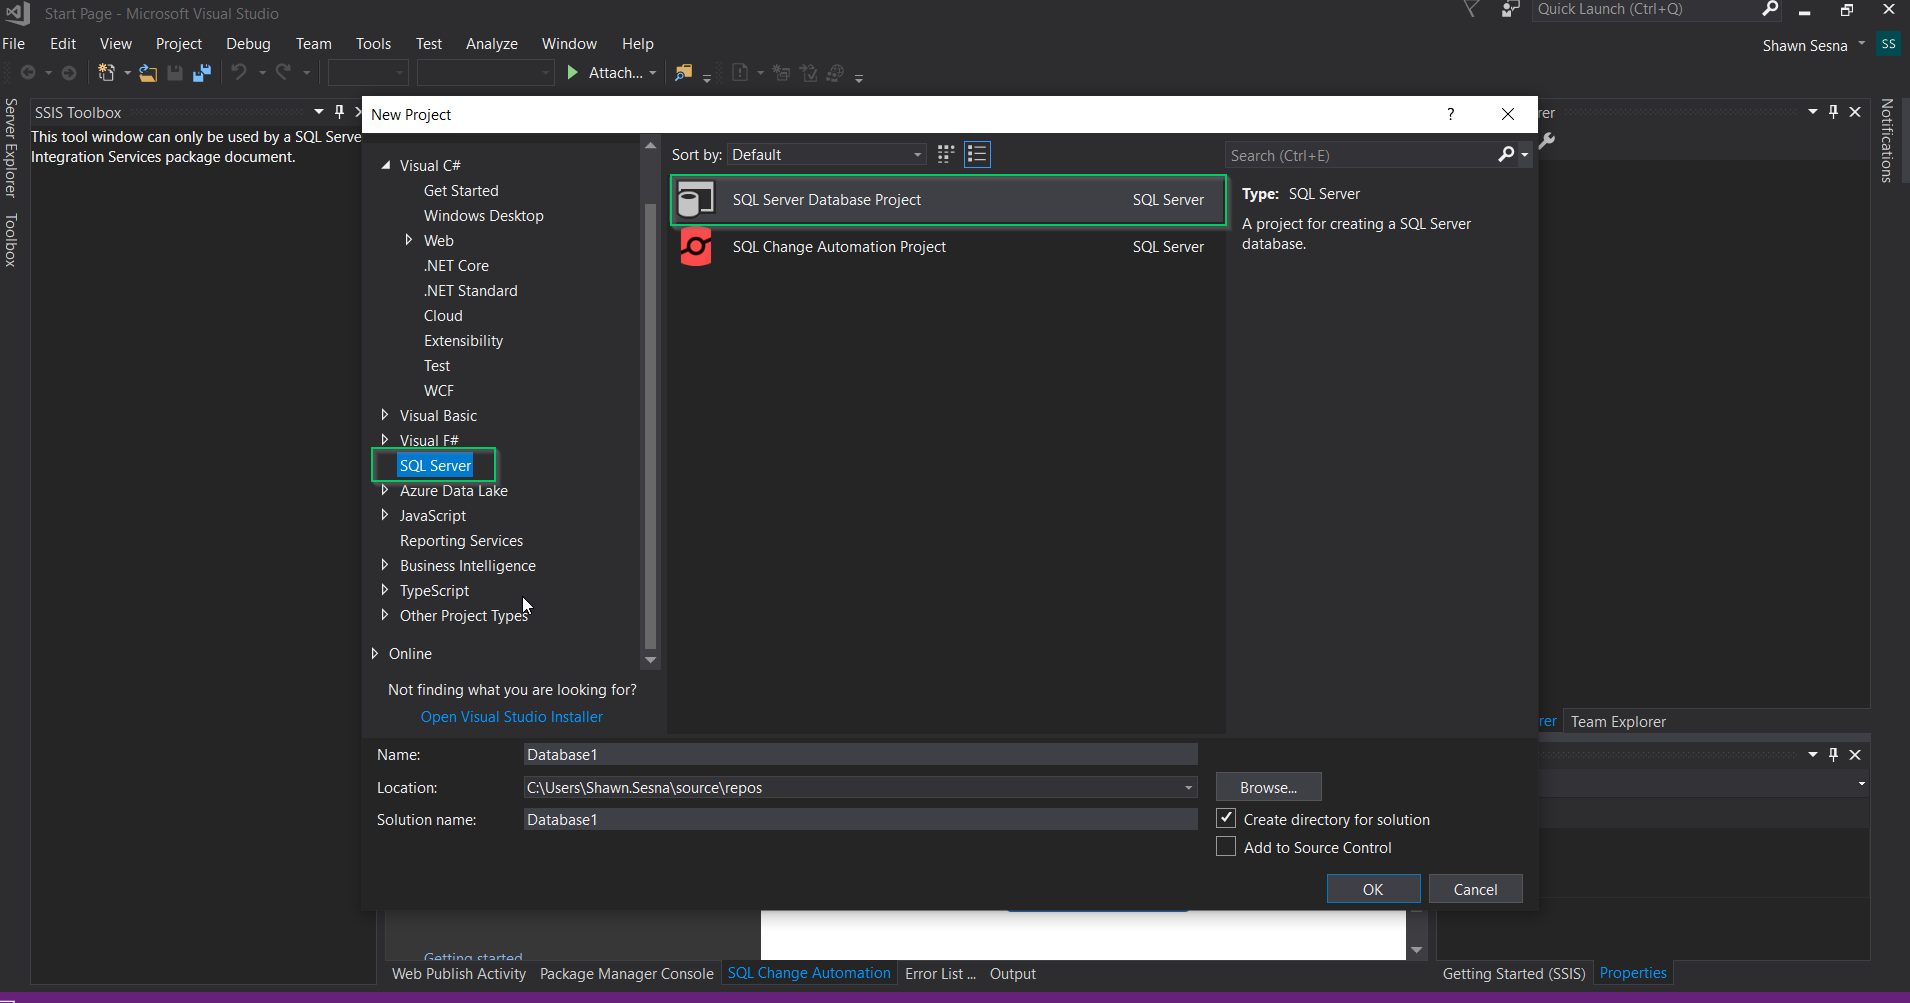 Start Page - Microsoft Visual Studio
Quick Launch (Ctrl+Q)
File Edit View Project Debug Team Tools Test Analyze Window Help
Shawn Sesna
SS
Attach...
Server Explorer
Toolbox
SSIS Toolbox
This tool window can only be used by a SQL Serve
Integration Services package document.
New Project
?
Visual C#
Get Started
Windows Desktop
Web
.NET Core
.NET Standard
Cloud
Extensibility
Test
WCF
Visual Basic
Visual F#
SQL Server
Azure Data Lake
JavaScript
Reporting Services
Business Intelligence
TypeScript
Other Project Types
Online
Not finding what you are looking for?
Open Visual Studio Installer
Sort by: Default
SQL Server Database Project SQL Server
SQL Change Automation Project SQL Server
Search (Ctrl+E)
Type: SQL Server
A project for creating a SQL Server
database.
Name: Database1
Location: C:\Users\Shawn.Sesna\source\repos
Browse...
Solution name: Database1
Create directory for solution
Add to Source Control
OK Cancel
rer
Notifications
rer Team Explorer
Getting started
Web Publish Activity Package Manager Console SQL Change Automation Error List ... Output
Getting Started (SSIS) Properties